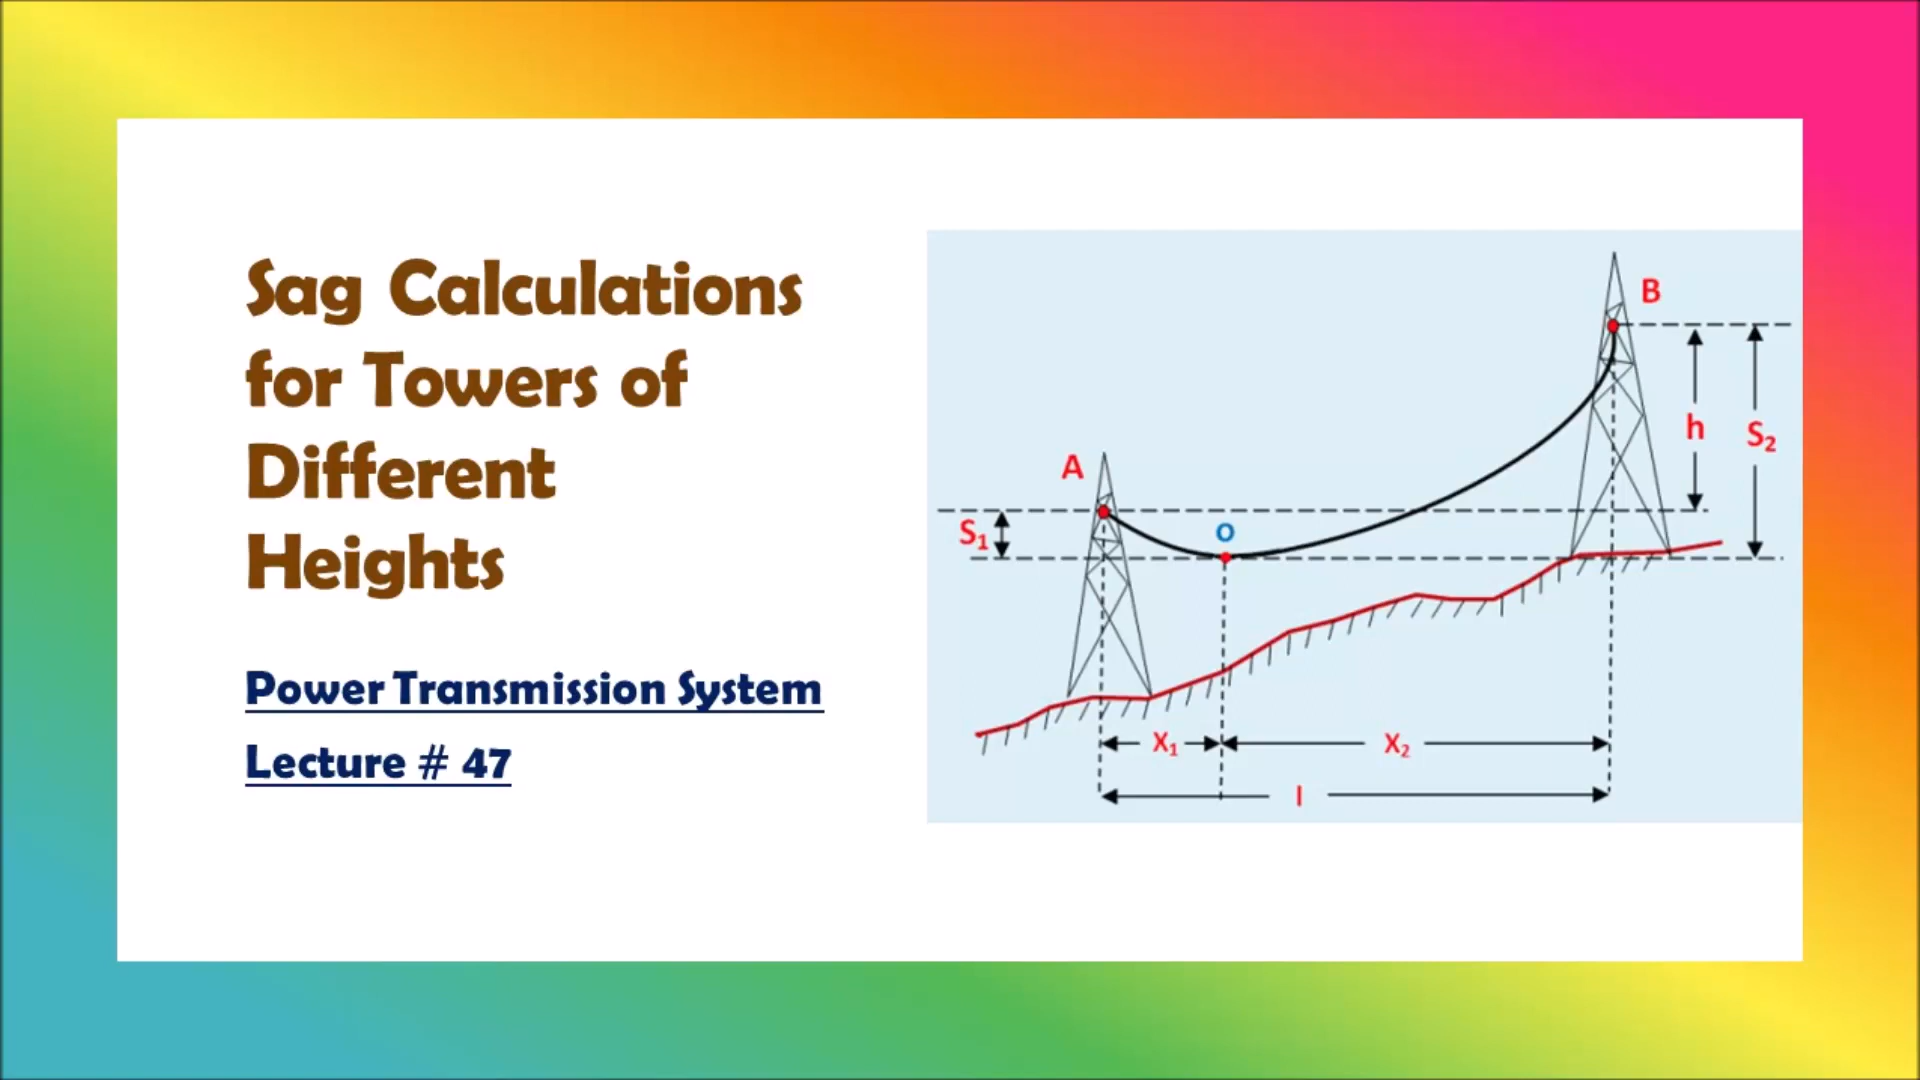 Sag Calculations
for Towers of
Different
Heights
Power Transmission System
Lecture # 47
B
A
h
S₂
S₁
O
X₁
X₂
l